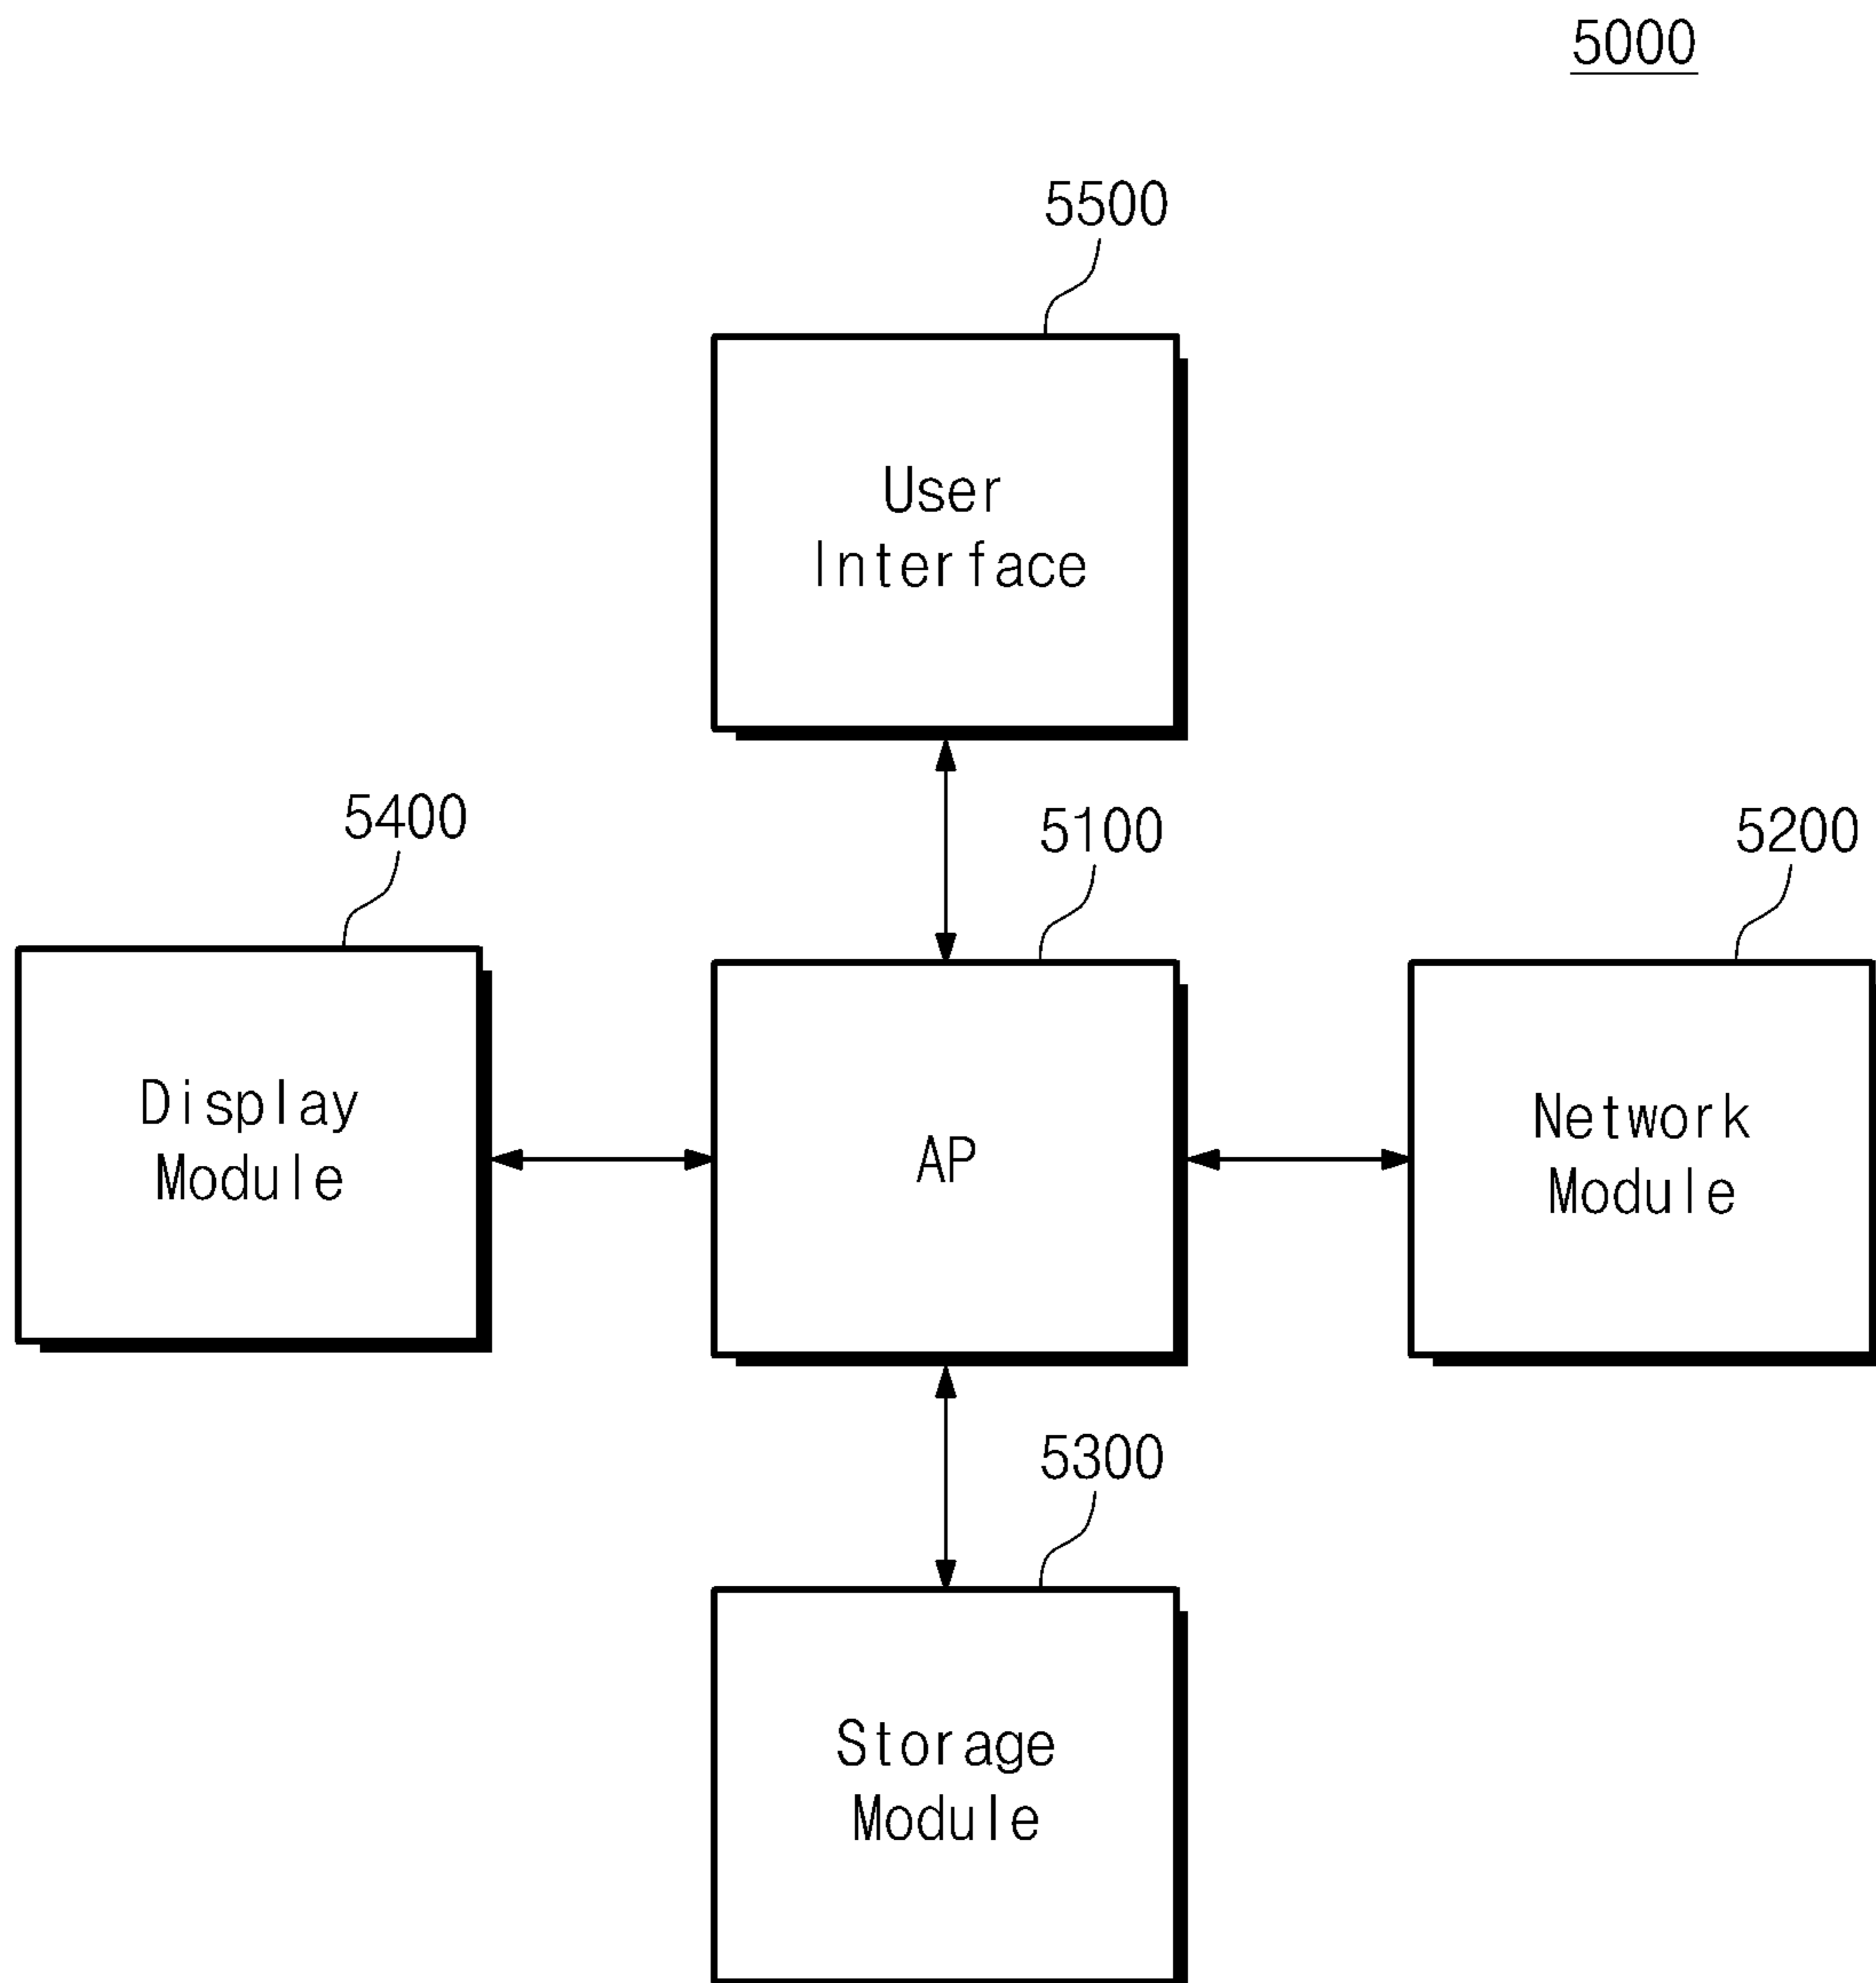 5000
5500
User
Interface
5400
5100
5200
Display
Module
AP
Network
Module
5300
Storage
Module